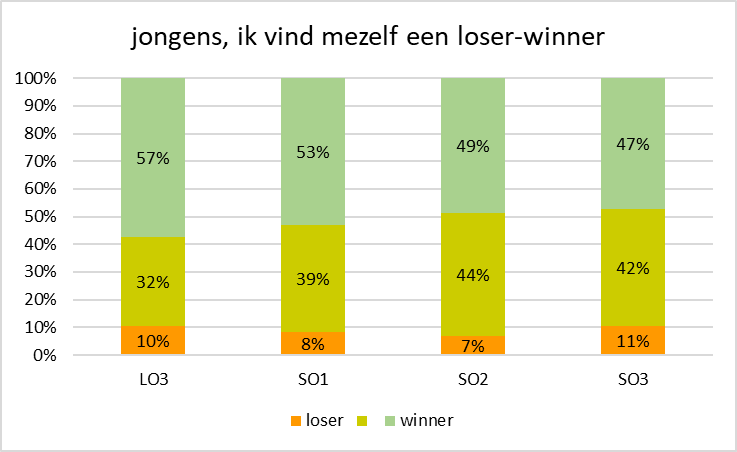 jongens, ik vind mezelf een loser-winner
100%
90%
80%
70%
60%
50%
40%
30%
20%
10%
0%
57% 53% 49% 47%
32% 39% 44% 42%
10% 8% 7% 11%
LO3 SO1 SO2 SO3
loser winner